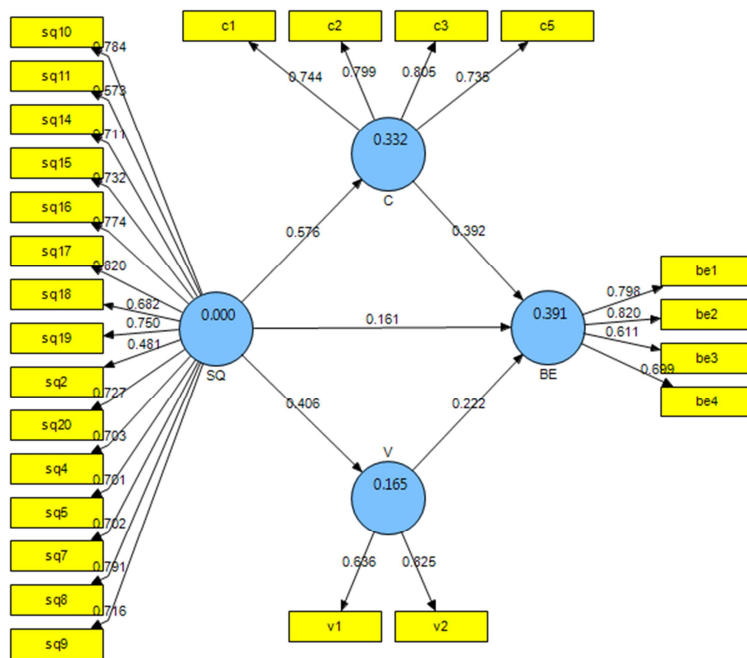 sq10
0.784
sq11
0.573
sq14
0.711
sq15
0.732
sq16
0.774
sq17
0.820
sq18
0.682
sq19
0.750
sq2
0.481
sq20
0.727
sq4
0.703
sq5
0.701
sq7
0.702
sq8
0.791
sq9
0.716
0.000
SQ
c1
c2
c3
c5
0.744
0.799
0.805
0.735
0.332
C
0.576
0.392
0.161
0.406
0.222
V
0.165
0.636
0.825
v1
v2
0.391
BE
0.798
0.820
0.611
0.699
be1
be2
be3
be4